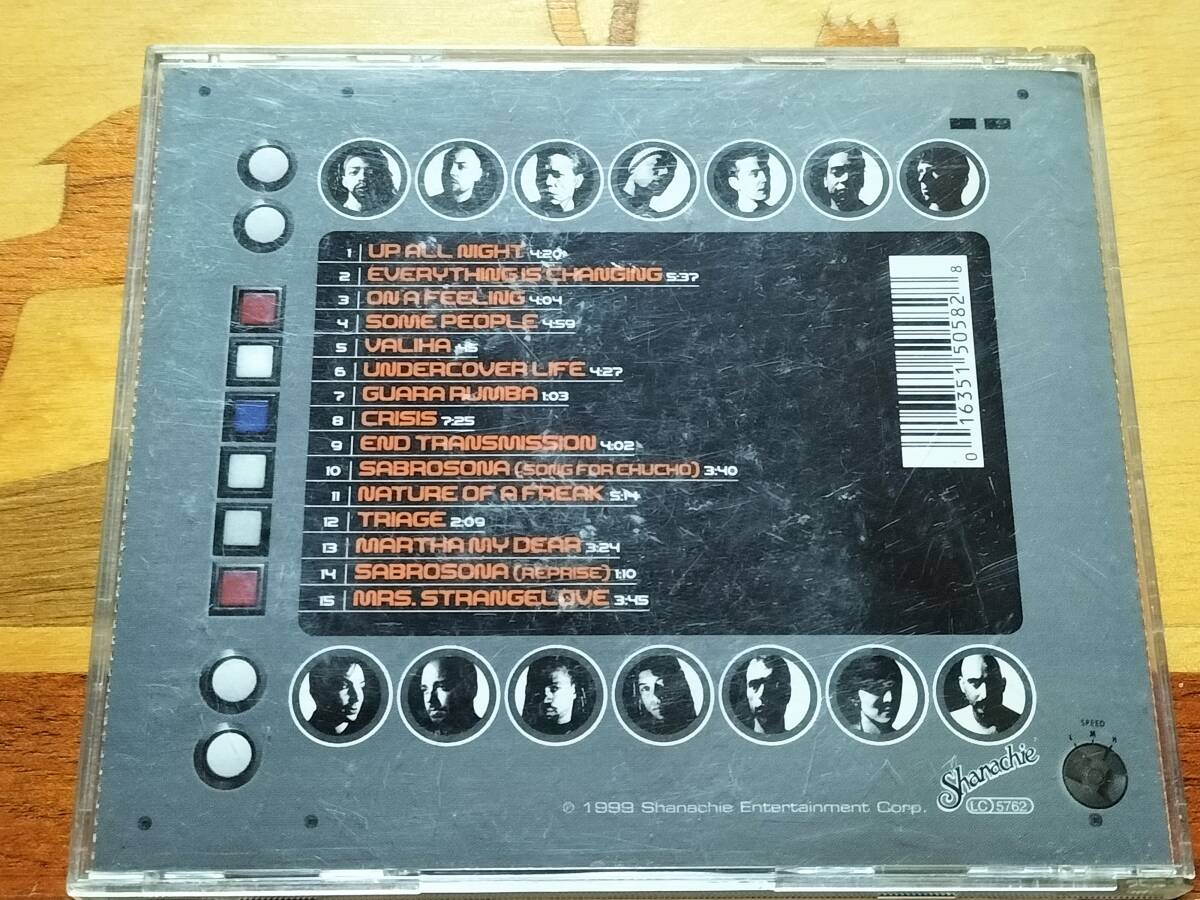 1 UP ALL NIGHT 4:20
2 EVERYTHING IS CHANGING 5:37
3 ON A FEELING 4:04
4 SOME PEOPLE 4:59
5 VALIHA :45
6 UNDERCOVER LIFE 4:27
7 GUARA RUMBA 1:03
8 CRISIS 7:25
9 END TRANSMISSION 4:02
10 SABROSONA (SONG FOR CHUCHO) 3:40
11 NATURE OF A FREAK 5:14
12 TRIAGE 2:09
13 MARTHA MY DEAR 3:24
14 SABROSONA (REPRISE) 1:10
15 MRS. STRANGELOVE 3:45
0 16351 50582 8
SPEED
L M H
Shanachie
LC 5762
℗ 1999 Shanachie Entertainment Corp.